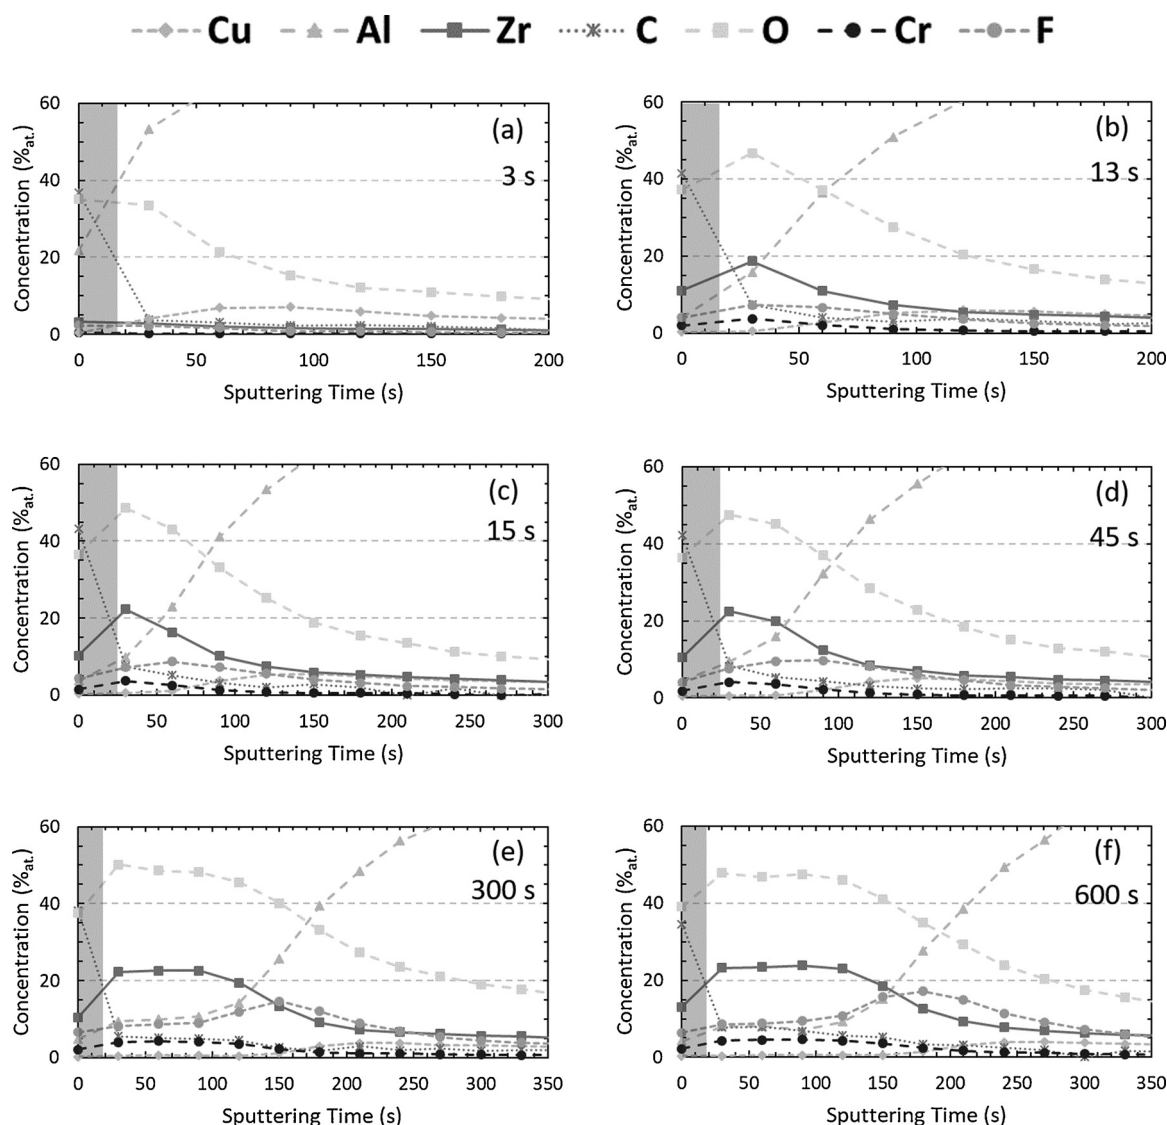 Cu Al Zr C O Cr F
(a)
3 s
Concentration (%at.)
60
40
20
0
0 50 100 150 200
Sputtering Time (s)
(b)
13 s
Concentration (%at.)
60
40
20
0
0 50 100 150 200
Sputtering Time (s)
(c)
15 s
Concentration (%at.)
60
40
20
0
0 50 100 150 200 250 300
Sputtering Time (s)
(d)
45 s
Concentration (%at.)
60
40
20
0
0 50 100 150 200 250 300
Sputtering Time (s)
(e)
300 s
Concentration (%at.)
60
40
20
0
0 50 100 150 200 250 300 350
Sputtering Time (s)
(f)
600 s
Concentration (%at.)
60
40
20
0
0 50 100 150 200 250 300 350
Sputtering Time (s)